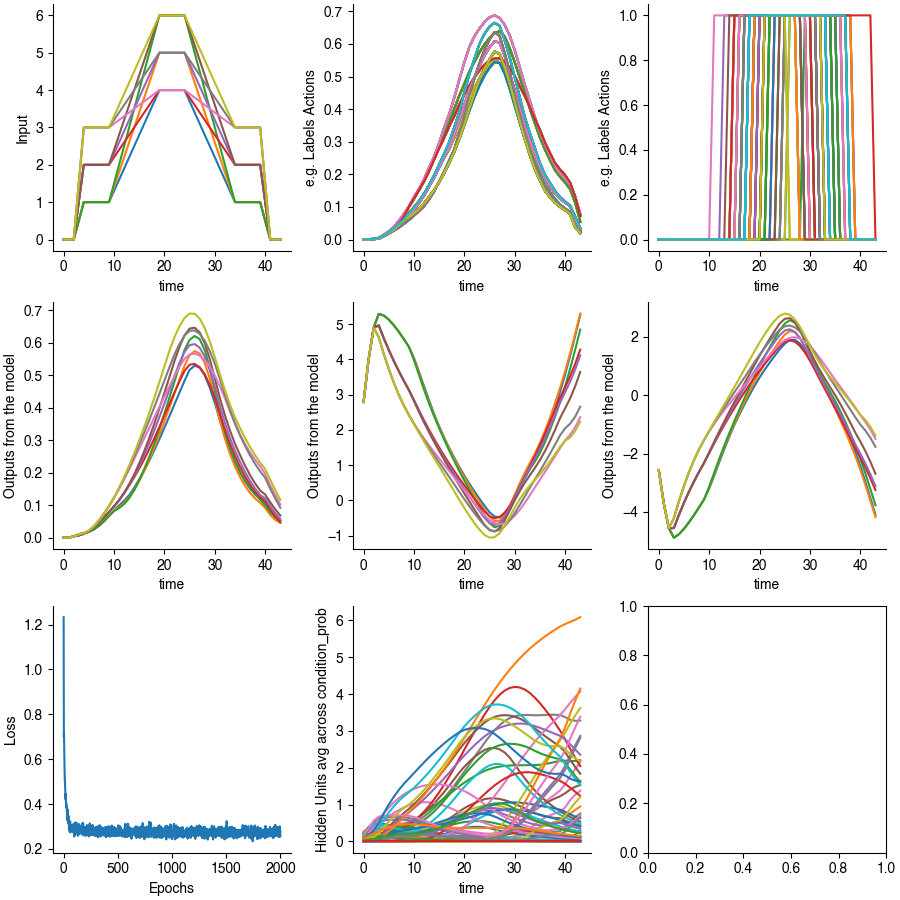 6
5
4
3
2
1
0
Input
0 10 20 30 40
time
0.7
0.6
0.5
0.4
0.3
0.2
0.1
0.0
e.g. Labels Actions
0 10 20 30 40
time
1.0
0.8
0.6
0.4
0.2
0.0
e.g. Labels Actions
0 10 20 30 40
time
0.7
0.6
0.5
0.4
0.3
0.2
0.1
0.0
Outputs from the model
0 10 20 30 40
time
5
4
3
2
1
0
−1
Outputs from the model
0 10 20 30 40
time
2
0
−2
−4
Outputs from the model
0 10 20 30 40
time
1.2
1.0
0.8
0.6
0.4
0.2
Loss
0 500 1000 1500 2000
Epochs
6
5
4
3
2
1
0
Hidden Units avg across condition_prob
0 10 20 30 40
time
1.0
0.8
0.6
0.4
0.2
0.0
0.0 0.2 0.4 0.6 0.8 1.0